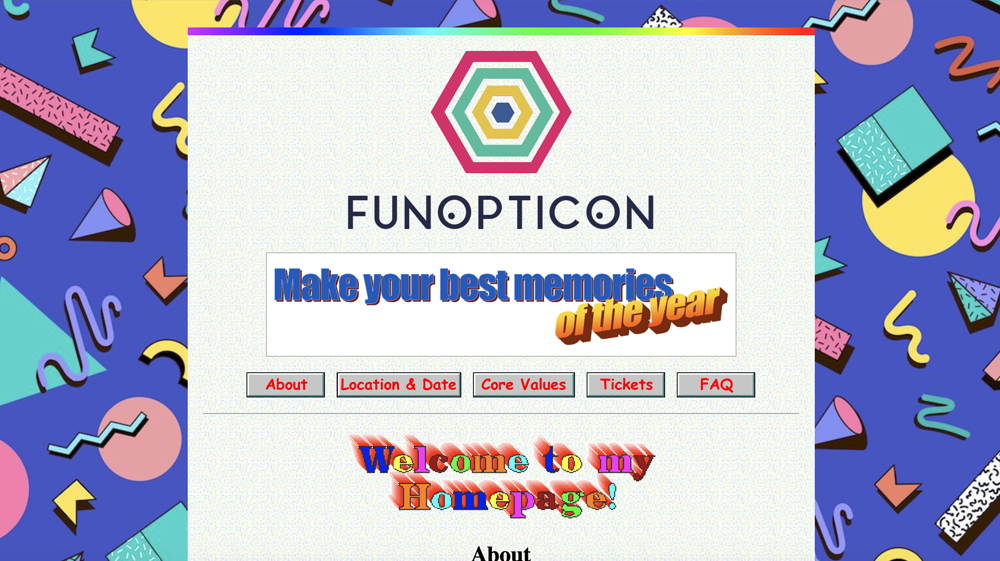 FUNOPTICON
Make your best memories
of the year
About
Location & Date
Core Values
Tickets
FAQ
Welcome to my
Homepage!
About